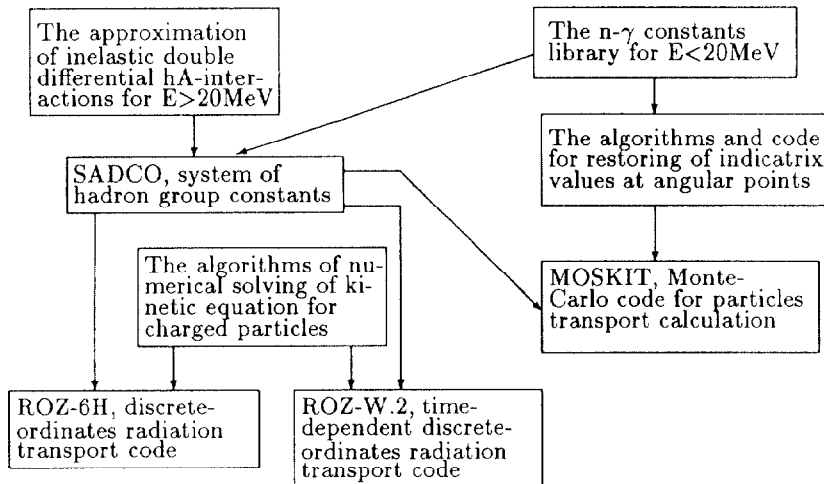 The approximation
of inelastic double
differential hA-inter-
actions for E>20MeV
The n-γ constants
library for E<20MeV
SADCO, system of
hadron group constants
The algorithms and code
for restoring of indicatrix
values at angular points
The algorithms of nu-
merical solving of ki-
netic equation for
charged particles
MOSKIT, Monte-
Carlo code for particles
transport calculation
ROZ-6H, discrete-
ordinates radiation
transport code
ROZ-W.2, time-
dependent discrete-
ordinates radiation
transport code